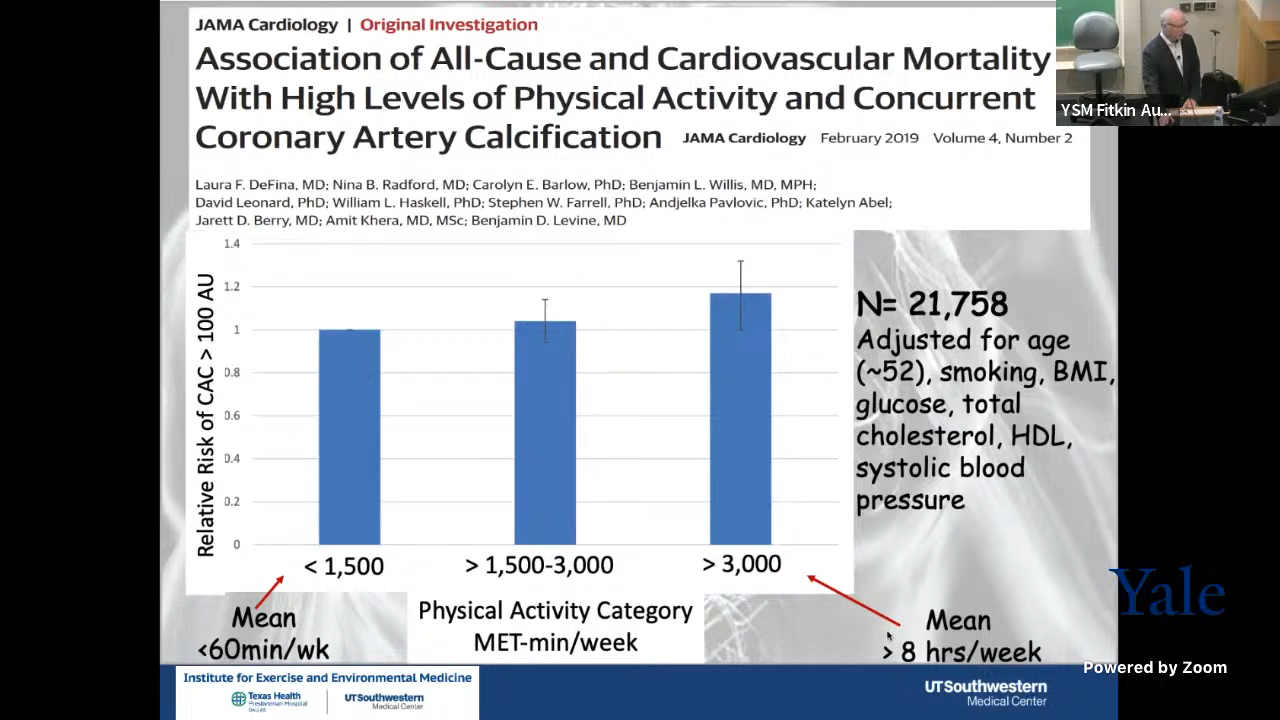 JAMA Cardiology | Original Investigation
Association of All-Cause and Cardiovascular Mortality
With High Levels of Physical Activity and Concurrent
Coronary Artery Calcification
JAMA Cardiology February 2019 Volume 4, Number 2
Laura F. DeFina, MD; Nina B. Radford, MD; Carolyn E. Barlow, PhD; Benjamin L. Willis, MD, MPH;
David Leonard, PhD; William L. Haskell, PhD; Stephen W. Farrell, PhD; Andjelka Pavlovic, PhD; Katelyn Abel;
Jarett D. Berry, MD; Amit Khera, MD, MSc; Benjamin D. Levine, MD
YSM Fitkin Au...
Relative Risk of CAC > 100 AU
1.4
1.2
1
0.8
0.6
0.4
0.2
0
< 1,500
> 1,500-3,000
> 3,000
Physical Activity Category
MET-min/week
Mean
<60min/wk
Mean
> 8 hrs/week
N= 21,758
Adjusted for age
(~52), smoking, BMI,
glucose, total
cholesterol, HDL,
systolic blood
pressure
Institute for Exercise and Environmental Medicine
Texas Health
Presbyterian Hospital
DALLAS
UTSouthwestern
Medical Center
UTSouthwestern
Medical Center
Yale
Powered by Zoom